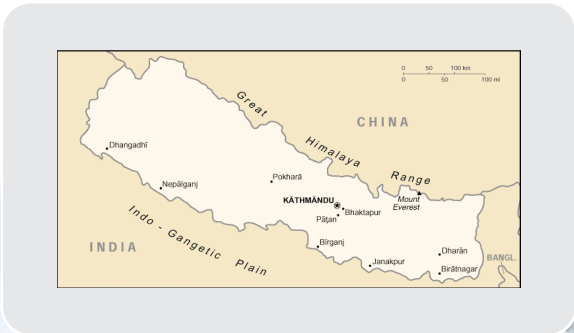 0 50 100 km
0 50 100 mi
Great Himalaya Range
CHINA
Dhangadhī
Nepālganj
Pokharā
KĀTHMĀNDU
Bhaktapur
Pāṭan
Mount
Everest
Indo - Gangetic Plain
INDIA
Bīrganj
Janakpur
Dharān
Birātnagar
BANGL.